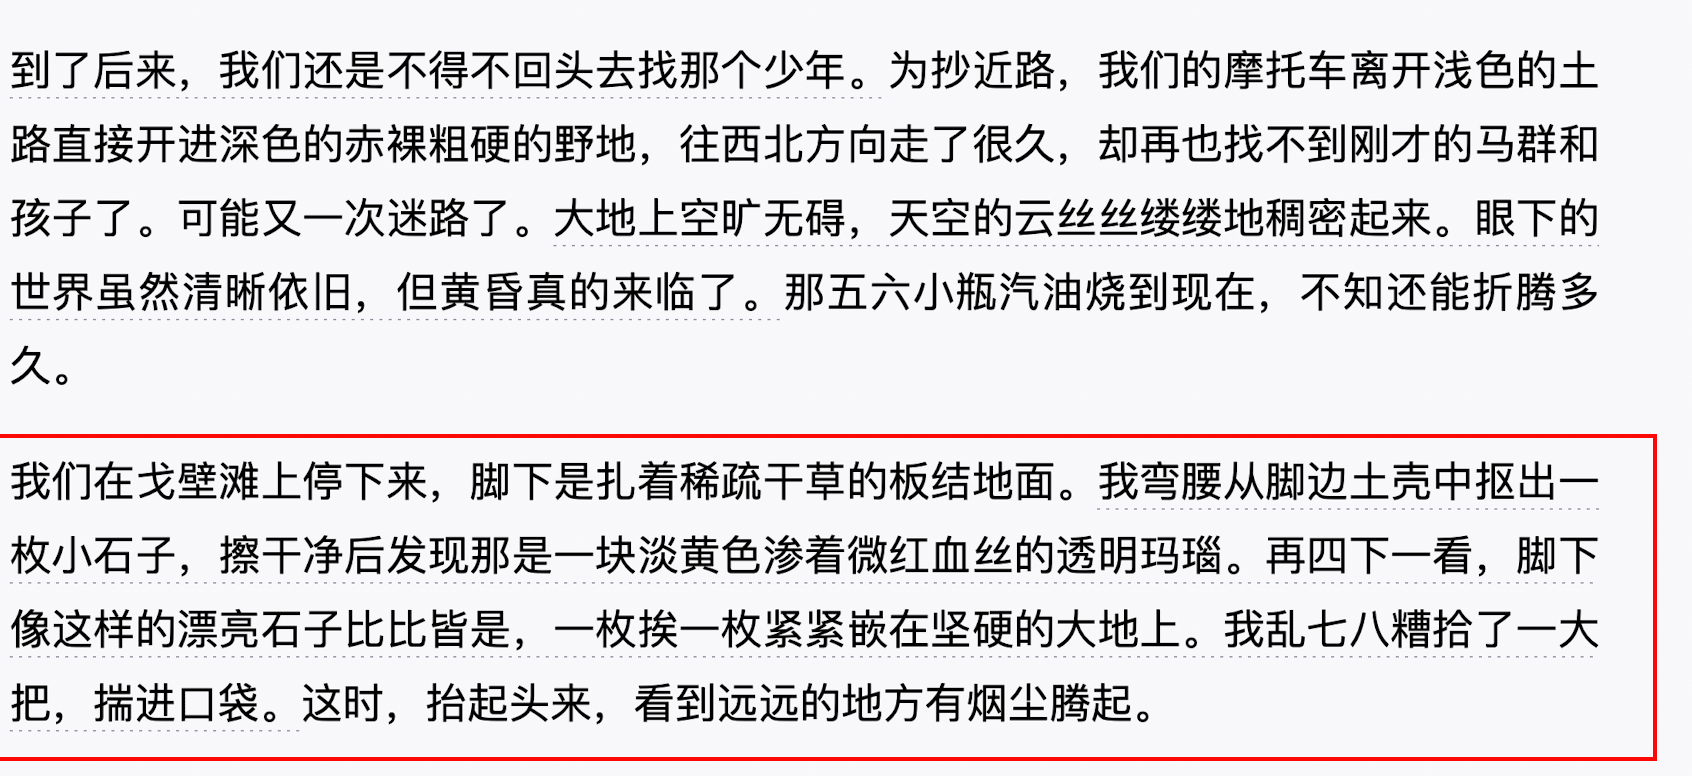 到了后来，我们还是不得不回头去找那个少年。为抄近路，我们的摩托车离开浅色的土
路直接开进深色的赤裸粗硬的野地，往西北方向走了很久，却再也找不到刚才的马群和
孩子了。可能又一次迷路了。大地上空旷无碍，天空的云丝丝缕缕地稠密起来。眼下的
世界虽然清晰依旧，但黄昏真的来临了。那五六小瓶汽油烧到现在，不知还能折腾多
久。
我们在戈壁滩上停下来，脚下是扎着稀疏干草的板结地面。我弯腰从脚边土壳中抠出一
枚小石子，擦干净后发现那是一块淡黄色渗着微红血丝的透明玛瑙。再四下一看，脚下
像这样的漂亮石子比比皆是，一枚挨一枚紧紧嵌在坚硬的大地上。我乱七八糟拾了一大
把，揣进口袋。这时，抬起头来，看到远远的地方有烟尘腾起。